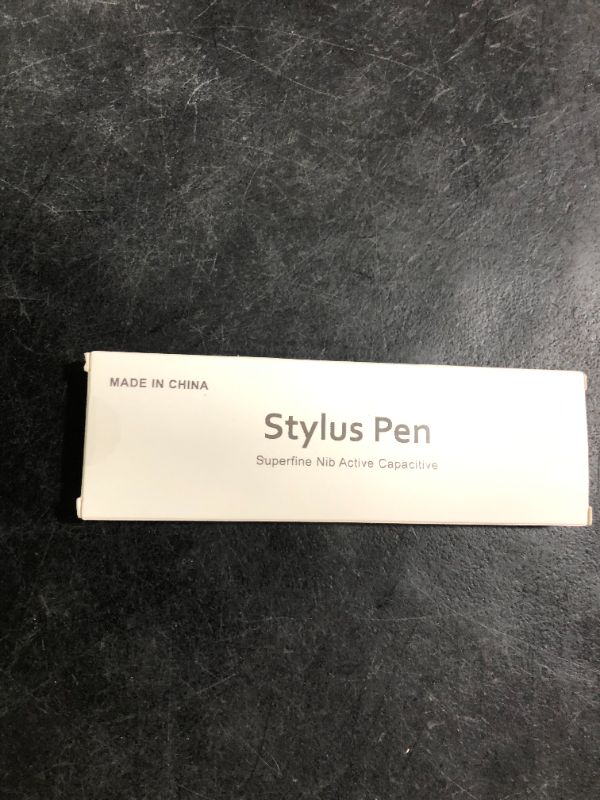 MADE IN CHINA
Stylus Pen
Superfine Nib Active Capacitive